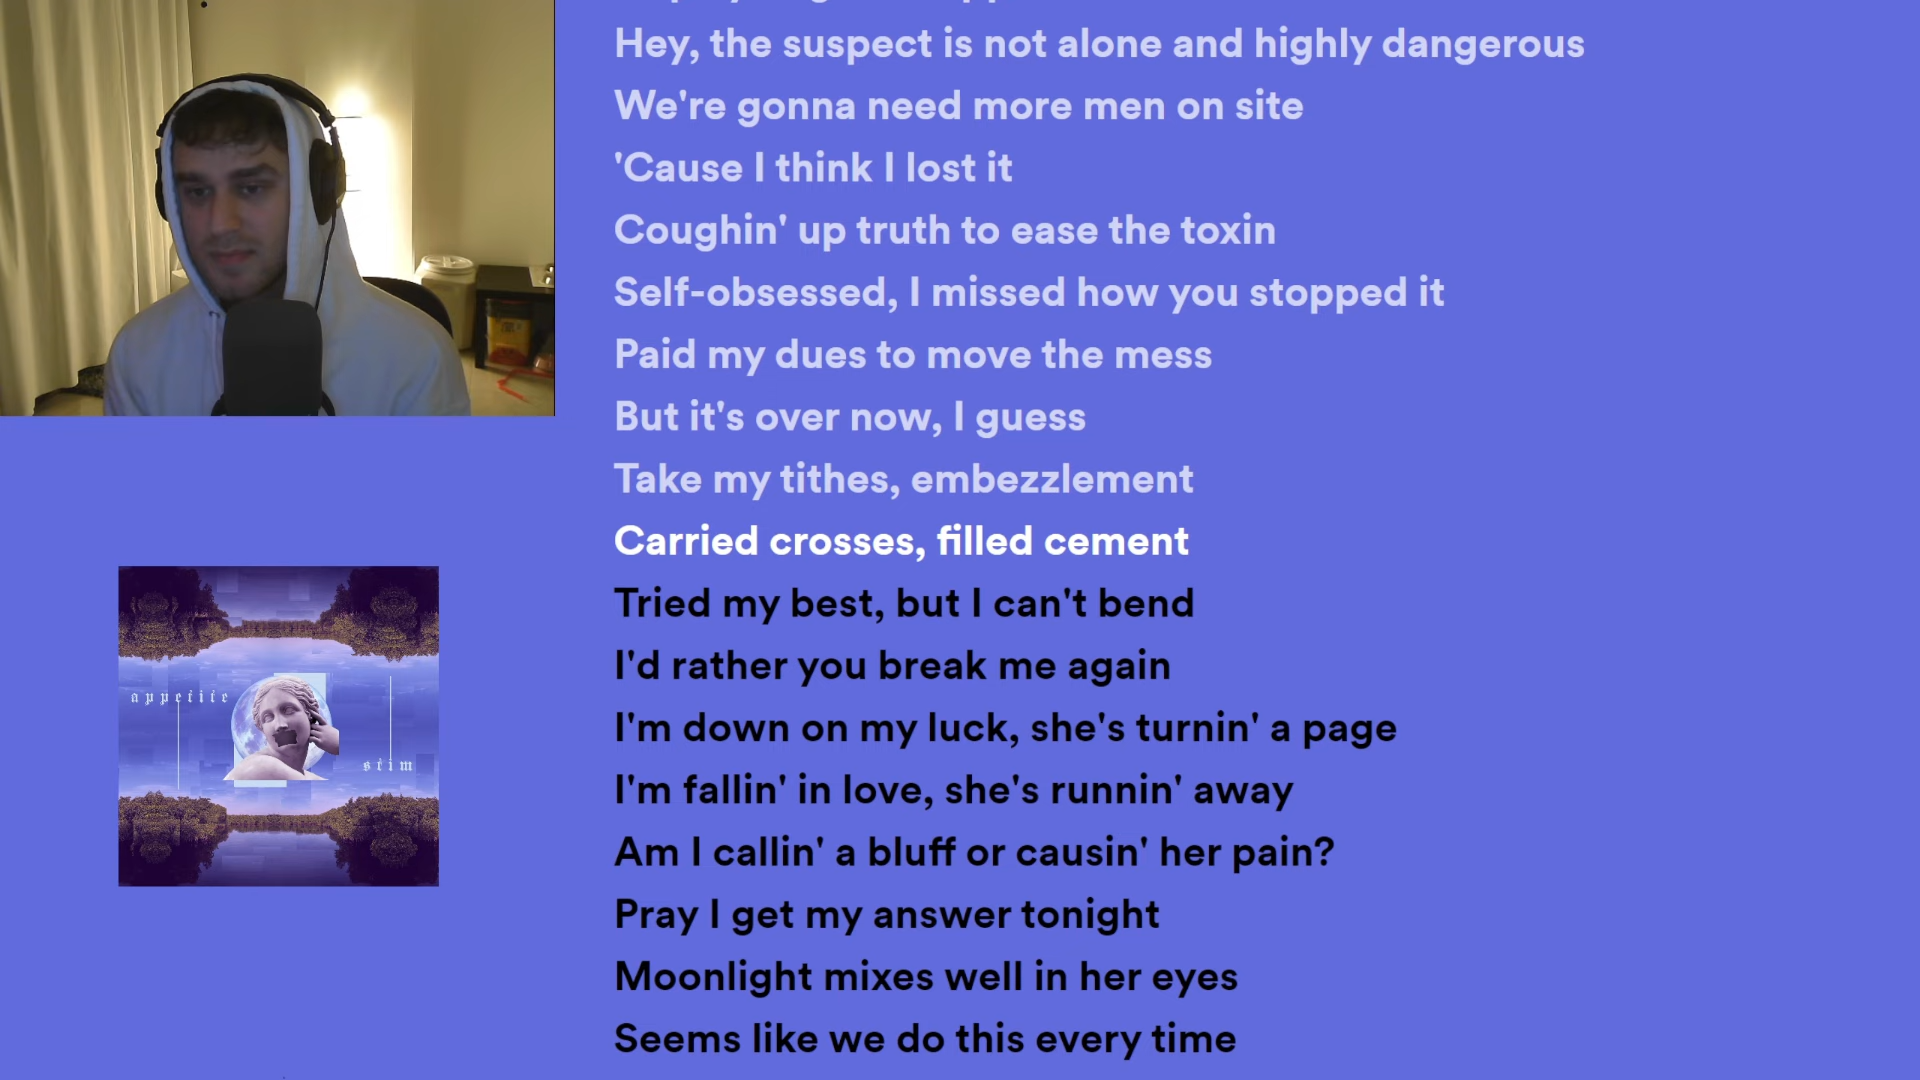 Hey, the suspect is not alone and highly dangerous
We're gonna need more men on site
'Cause I think I lost it
Coughin' up truth to ease the toxin
Self-obsessed, I missed how you stopped it
Paid my dues to move the mess
But it's over now, I guess
Take my tithes, embezzlement
Carried crosses, filled cement
Tried my best, but I can't bend
I'd rather you break me again
I'm down on my luck, she's turnin' a page
I'm fallin' in love, she's runnin' away
Am I callin' a bluff or causin' her pain?
Pray I get my answer tonight
Moonlight mixes well in her eyes
Seems like we do this every time
appetite
srim